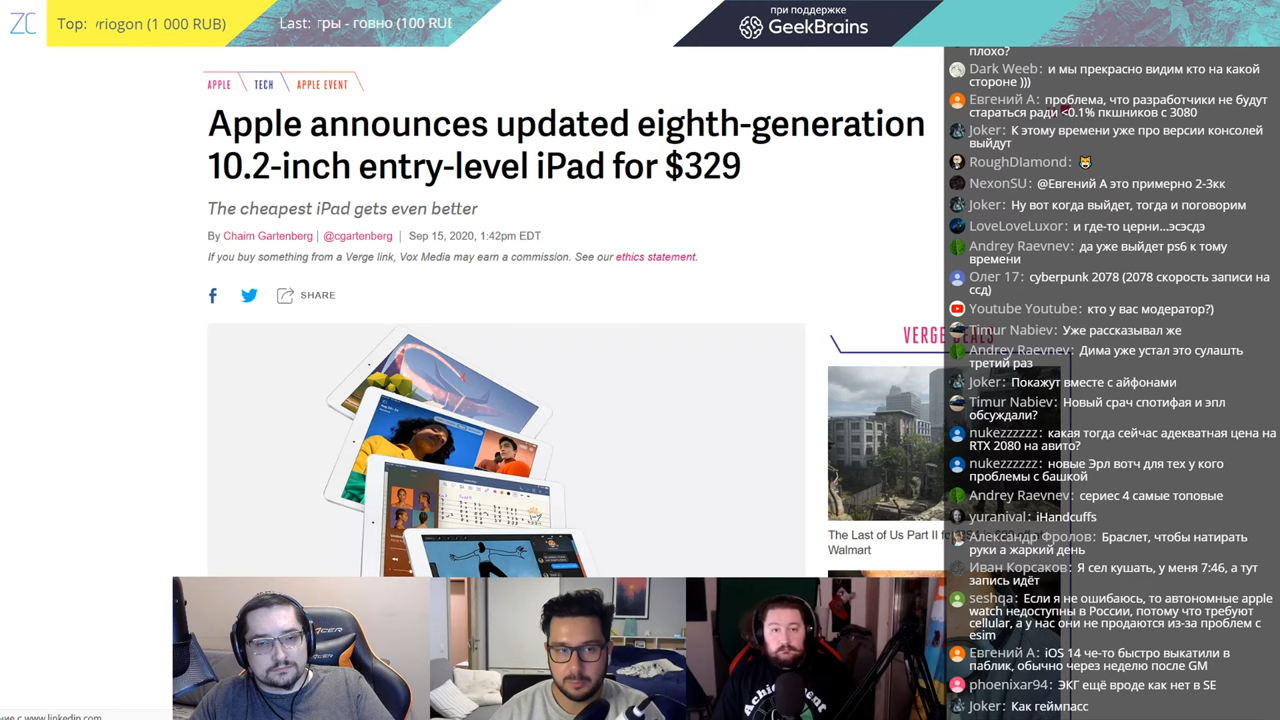 ZC
Top: riogon (1 000 RUB)
Last: гры - говно (100 RUB
при поддержке
GeekBrains
APPLE
TECH
APPLE EVENT
Apple announces updated eighth-generation
10.2-inch entry-level iPad for $329
The cheapest iPad gets even better
By Chaim Gartenberg | @cgartenberg | Sep 15, 2020, 1:42pm EDT
If you buy something from a Verge link, Vox Media may earn a commission. See our ethics statement.
SHARE
VERGE DEALS
The Last of Us Part II
Walmart
плохо?
Dark Weeb: и мы прекрасно видим кто на какой
стороне )))
Евгений А: проблема, что разработчики не будут
стараться ради <0.1% пкшников с 3080
Joker: К этому времени уже про версии консолей
выйдут
RoughDIamond:
NexonSU: @Евгений А это примерно 2-3кк
Joker: Ну вот когда выйдет, тогда и поговорим
LoveLoveLuxor: и где-то церни...эсэсдэ
Andrey Raevnev: да уже выйдет ps6 к тому
времени
Олег 17: cyberpunk 2078 (2078 скорость записи на
ссд)
Youtube Youtube: кто у вас модератор?)
Timur Nabiev: Уже рассказывал же
Andrey Raevnev: Дима уже устал это сулашть
третий раз
Joker: Покажут вместе с айфонами
Timur Nabiev: Новый срач спотифая и эпл
обсуждали?
nukezzzzzz: какая тогда сейчас адекватная цена на
RTX 2080 на авито?
nukezzzzzz: новые Эрл вотч для тех у кого
проблемы с башкой
Andrey Raevnev: сериес 4 самые топовые
yuranival: iHandcuffs
Александр Фролов: Браслет, чтобы натирать
руки а жаркий день
Иван Корсаков: Я сел кушать, у меня 7:46, а тут
запись идёт
seshqa: Если я не ошибаюсь, то автономные apple
watch недоступны в России, потому что требуют
cellular, а у нас они не продаются из-за проблем с
esim
Евгений А: iOS 14 че-то быстро выкатили в
паблик, обычно через неделю после GM
phoenixar94: ЭКГ ещё вроде как нет в SE
Joker: Как геймпасс
ACER
Achievement
ние с www.linkedin.com